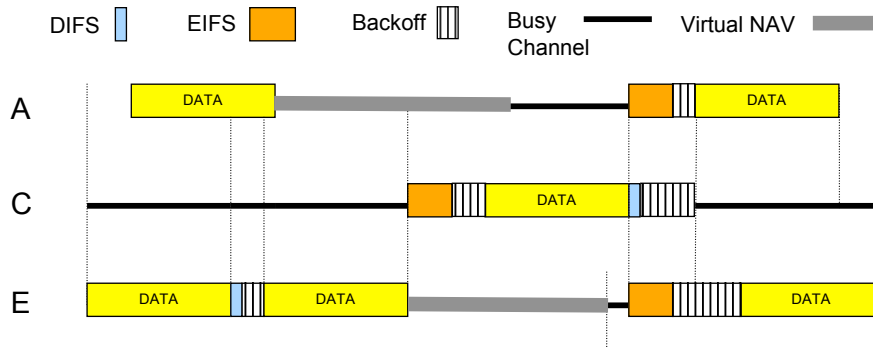 DIFS
EIFS
Backoff
Busy
Channel
Virtual NAV
A
DATA
DATA
C
DATA
E
DATA
DATA
DATA